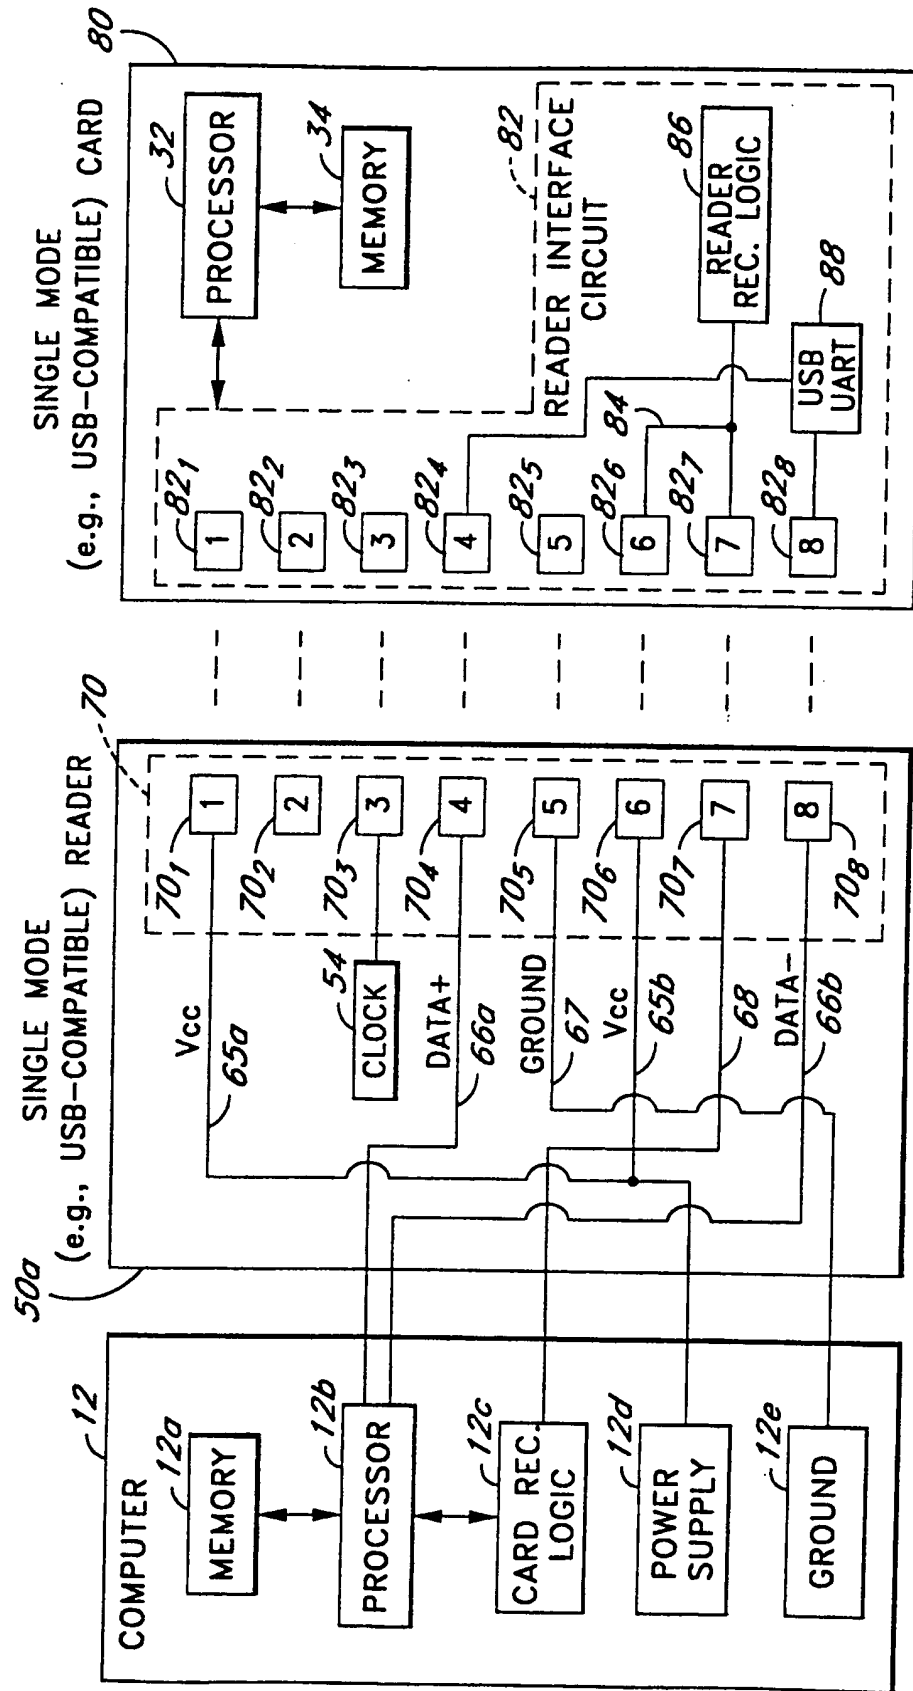 COMPUTER
12
12a
MEMORY
12b
PROCESSOR
12c
CARD REC.
LOGIC
12d
POWER
SUPPLY
12e
GROUND
SINGLE MODE
(e.g., USB-COMPATIBLE) READER
50a
70
Vcc
65a
54
CLOCK
DATA+
66a
GROUND
67
Vcc
65b
68
DATA-
66b
70₁
1
70₂
2
70₃
3
70₄
4
70₅
5
70₆
6
70₇
7
8
70₈
SINGLE MODE
(e.g., USB-COMPATIBLE) CARD
80
32
PROCESSOR
34
MEMORY
82
READER INTERFACE
CIRCUIT
82₁
1
82₂
2
82₃
3
82₄
4
82₅
5
82₆
6
82₇
7
82₈
8
84
86
READER
REC. LOGIC
88
USB
UART